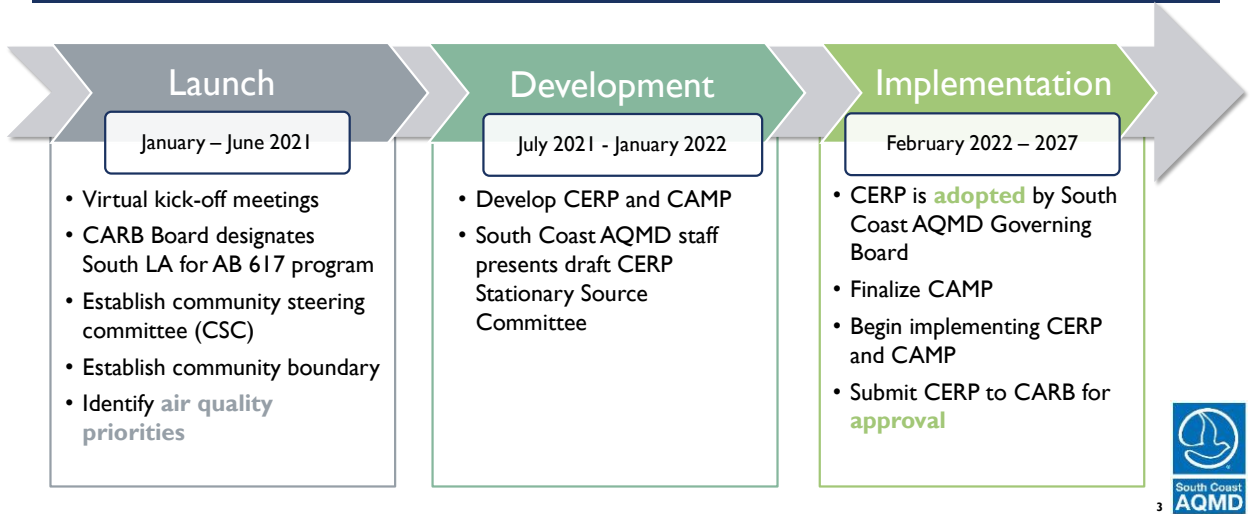 Launch
January – June 2021
• Virtual kick-off meetings
• CARB Board designates
South LA for AB 617 program
• Establish community steering
committee (CSC)
• Establish community boundary
• Identify air quality
priorities
Development
July 2021 - January 2022
• Develop CERP and CAMP
• South Coast AQMD staff
presents draft CERP
Stationary Source
Committee
Implementation
February 2022 – 2027
• CERP is adopted by South
Coast AQMD Governing
Board
• Finalize CAMP
• Begin implementing CERP
and CAMP
• Submit CERP to CARB for
approval
3
South Coast
AQMD